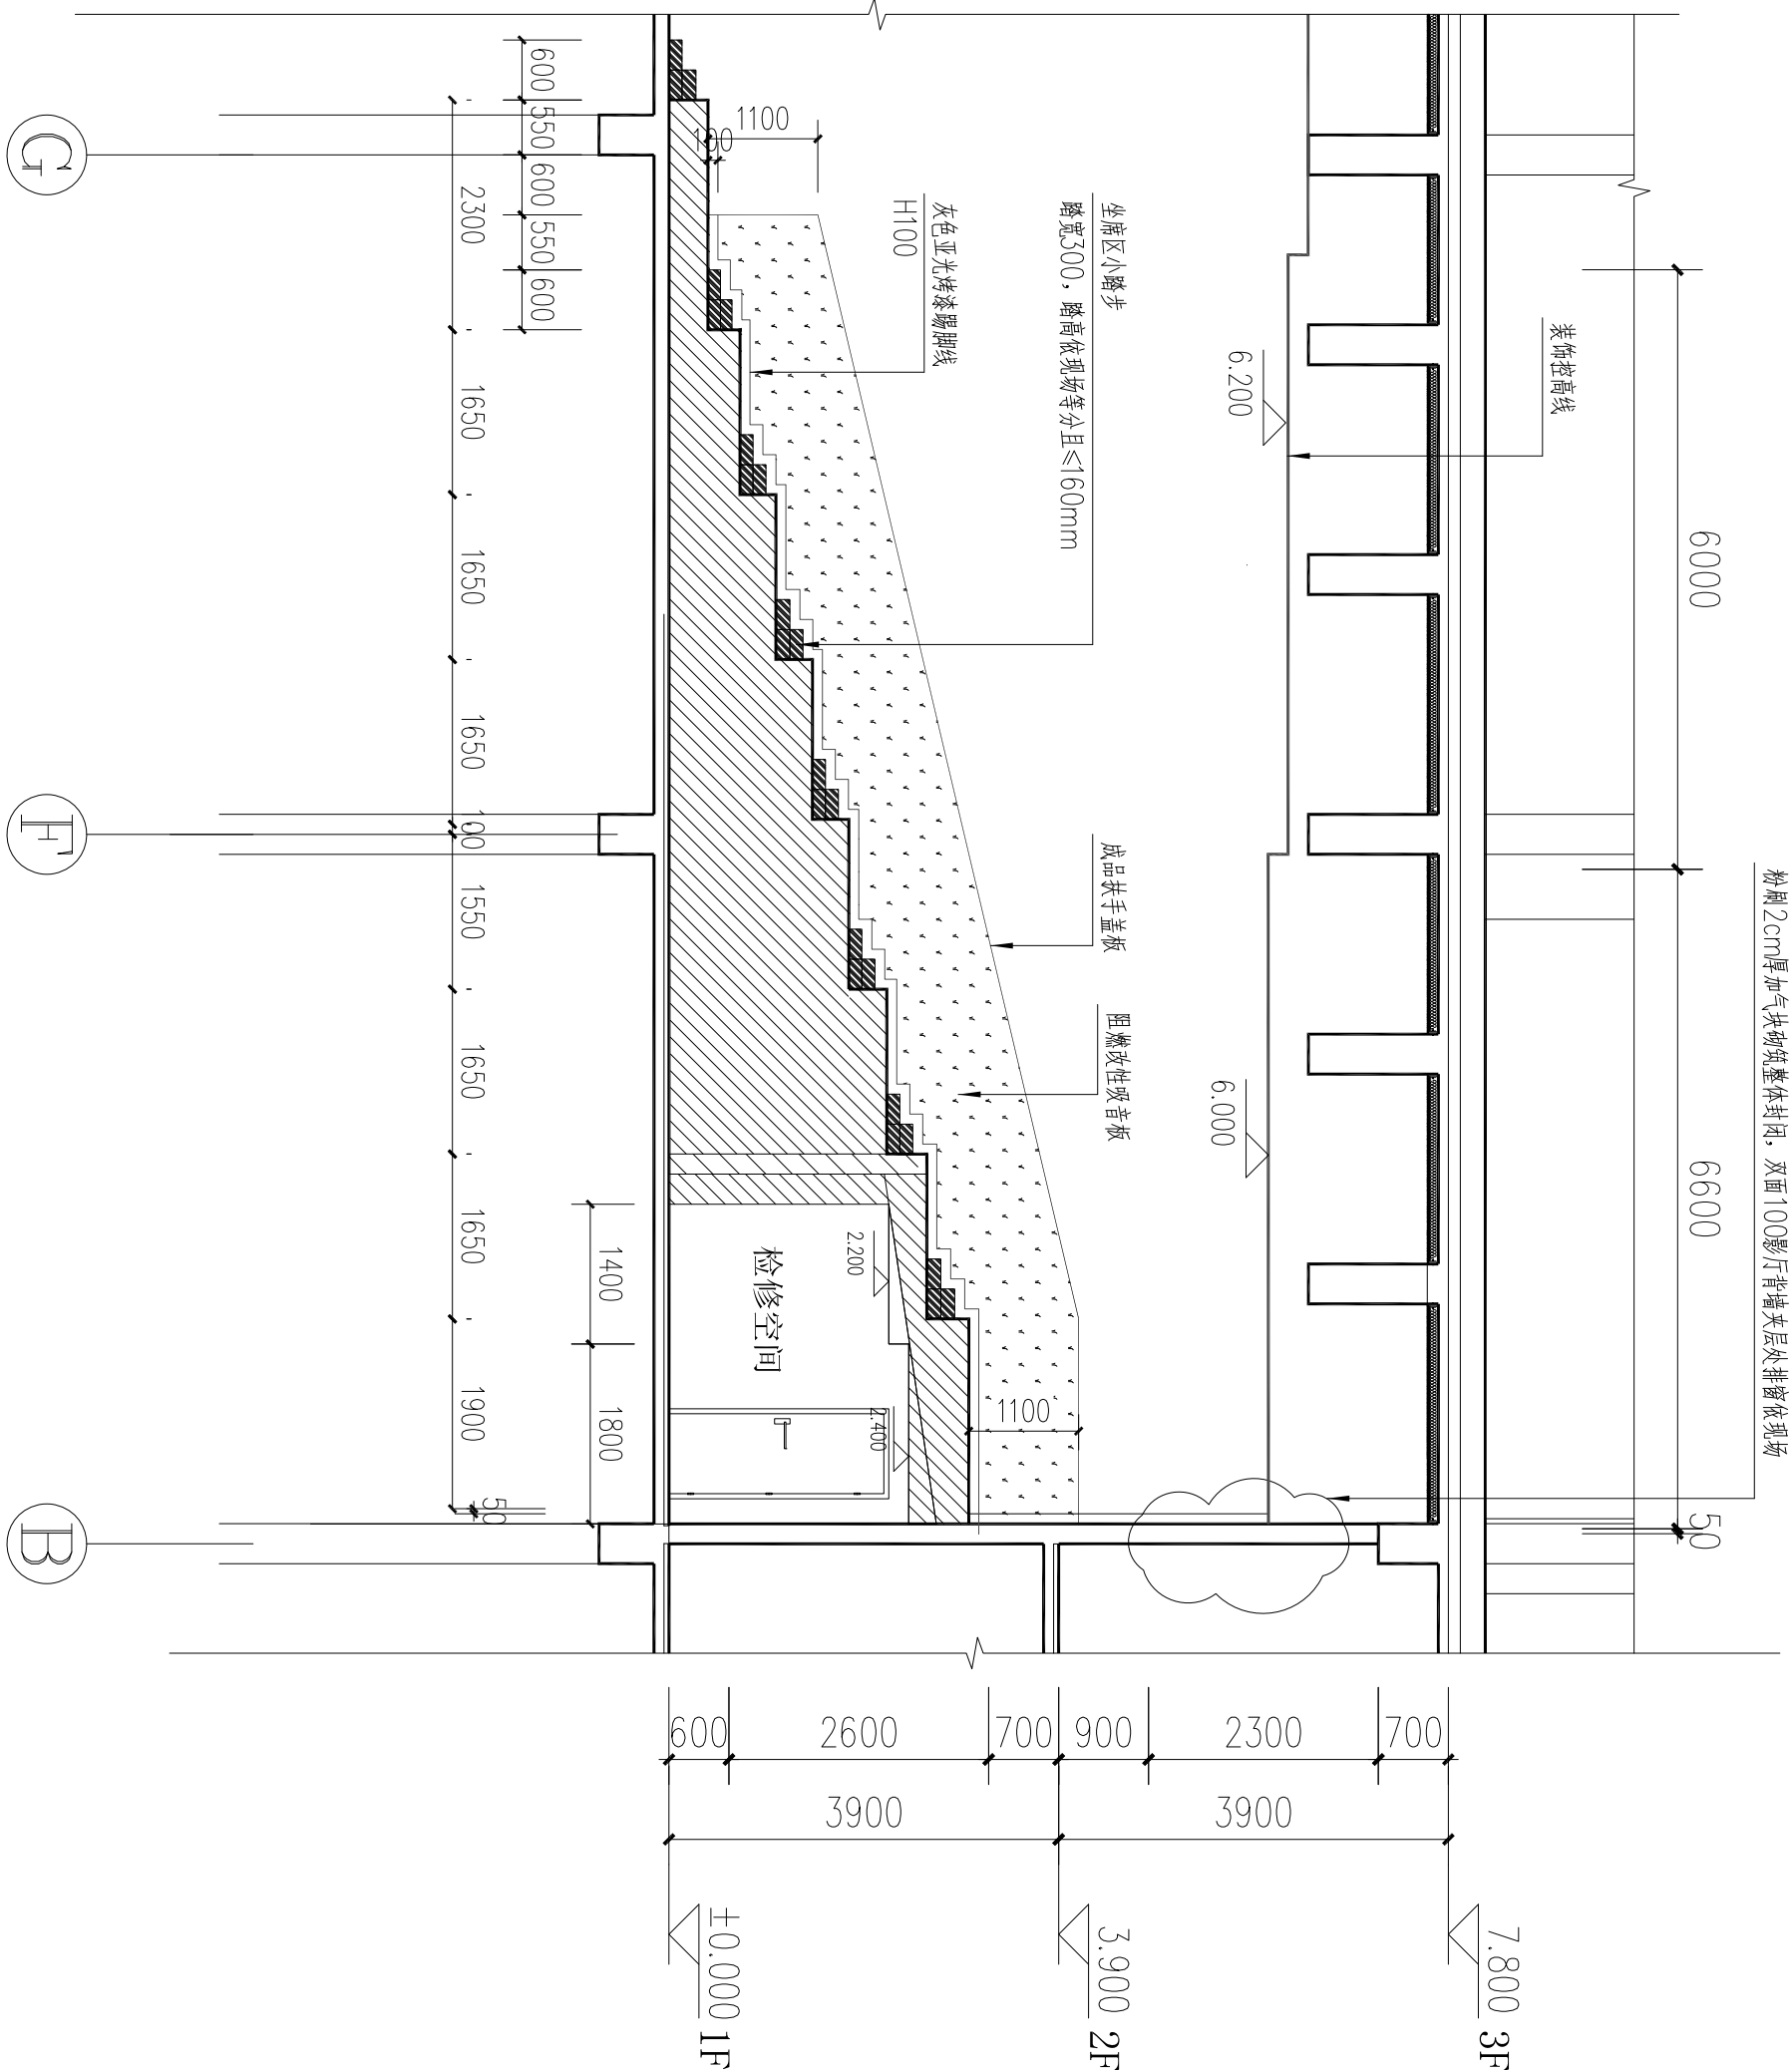 6000
6600
50
粉刷2cm厚加气块砌筑整体封闭，双面100影厅背墙夹层处排窗依现场
装饰控高线
6.200
6.000
坐席区小踏步
踏宽300，踏高依现场等分且≤160mm
成品扶手盖板
阻燃改性吸音板
灰色亚光烤漆踢脚线
H100
1100
100
1100
2.200
2.400
检修空间
1400
1800
600
550
600
550
600
2300
1650
1650
1650
100
1550
1650
1650
1900
50
G
F
B
700
2300
900
700
2600
600
3900
3900
7.800
3F
3.900
2F
±0.000
1F